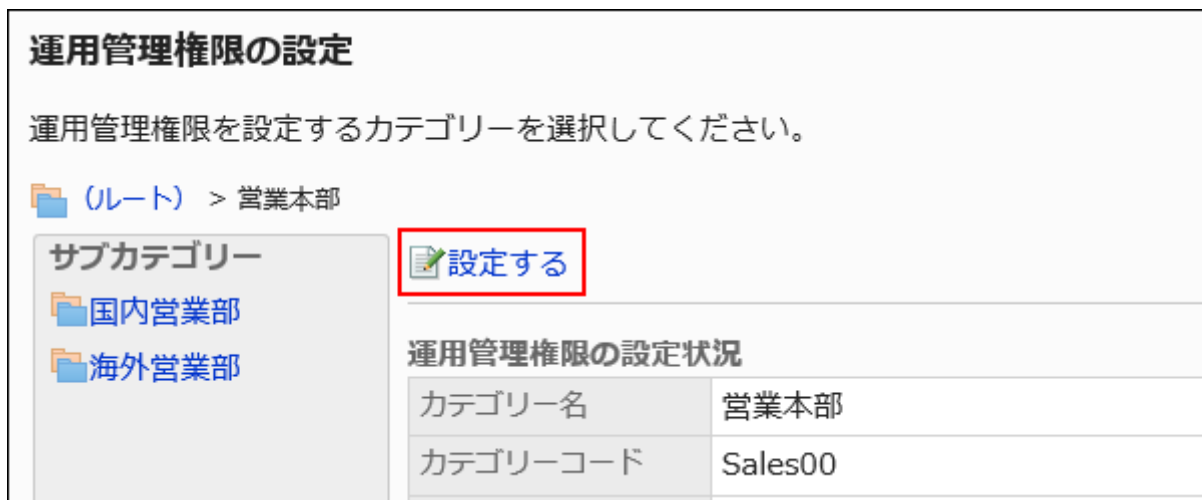 運用管理権限の設定
運用管理権限を設定するカテゴリーを選択してください。
（ルート） > 営業本部
サブカテゴリー
国内営業部
海外営業部
設定する
運用管理権限の設定状況
カテゴリー名 営業本部
カテゴリーコード Sales00